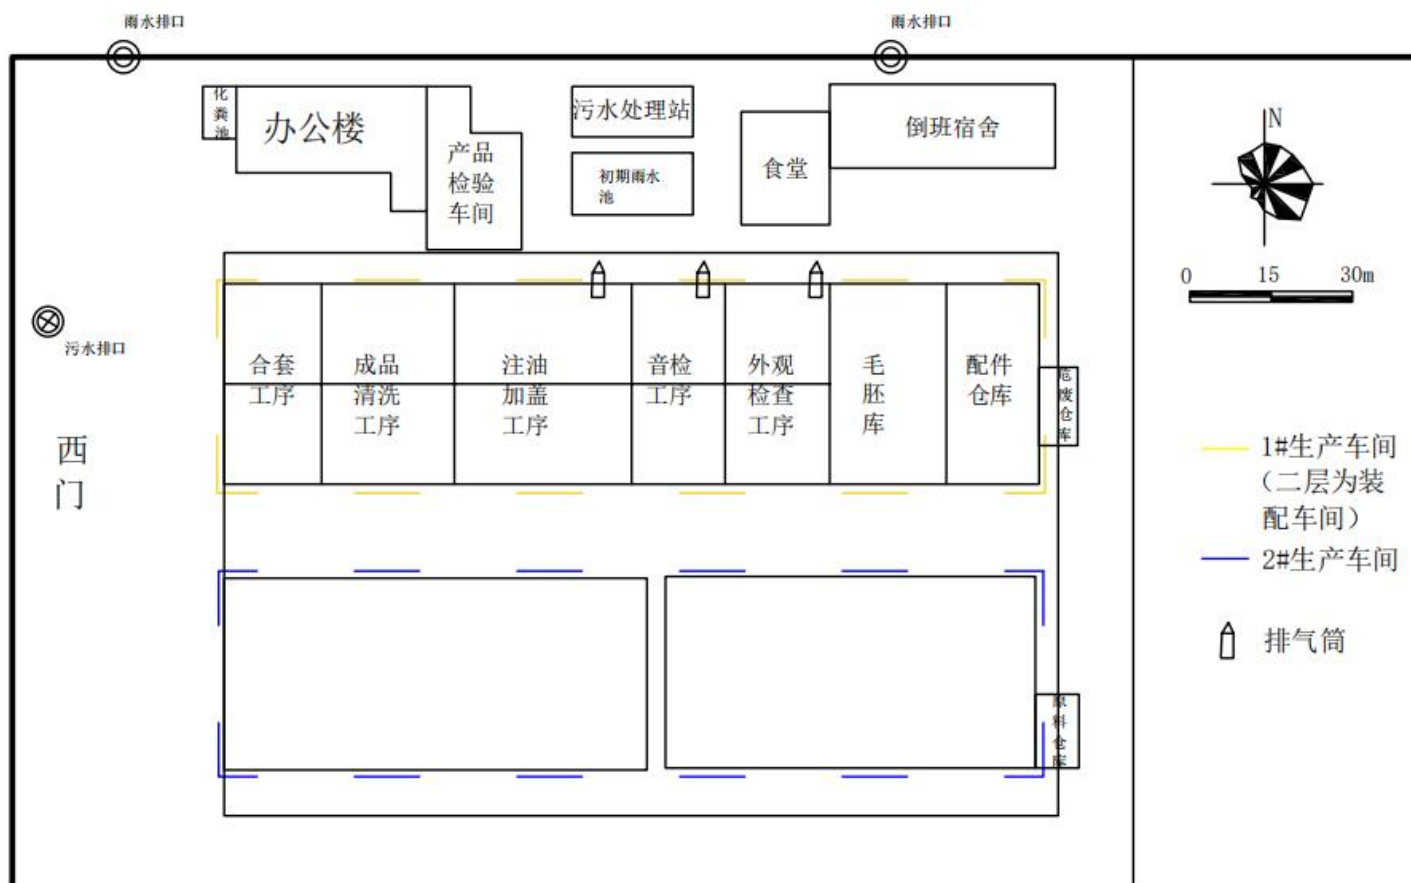 雨水排口
雨水排口
化
粪
池
办公楼
产品
检验
车间
污水处理站
初期雨水
池
食堂
倒班宿舍
N
0 15 30m
污水排口
西
门
合套
工序
成品
清洗
工序
注油
加盖
工序
音检
工序
外观
检查
工序
毛
胚
库
配件
仓库
危
废
仓
库
1#生产车间
（二层为装
配车间）
2#生产车间
排气筒
原
料
仓
库